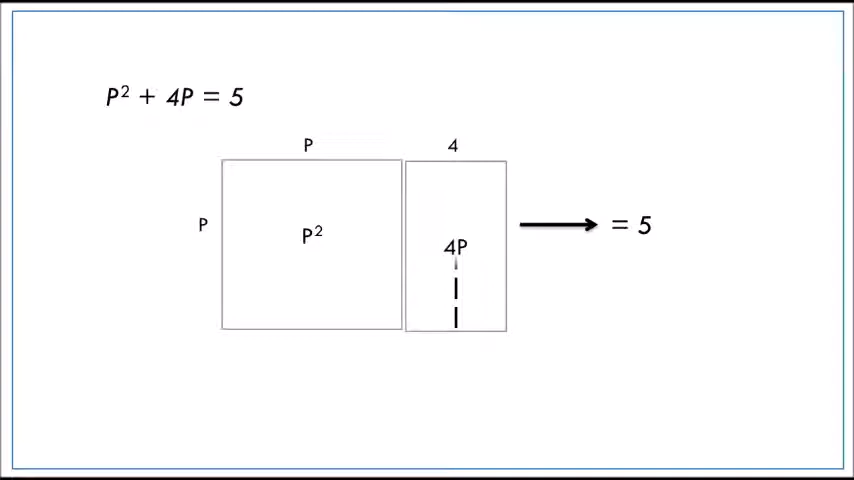 P² + 4P = 5
P 4
P P² 4P = 5